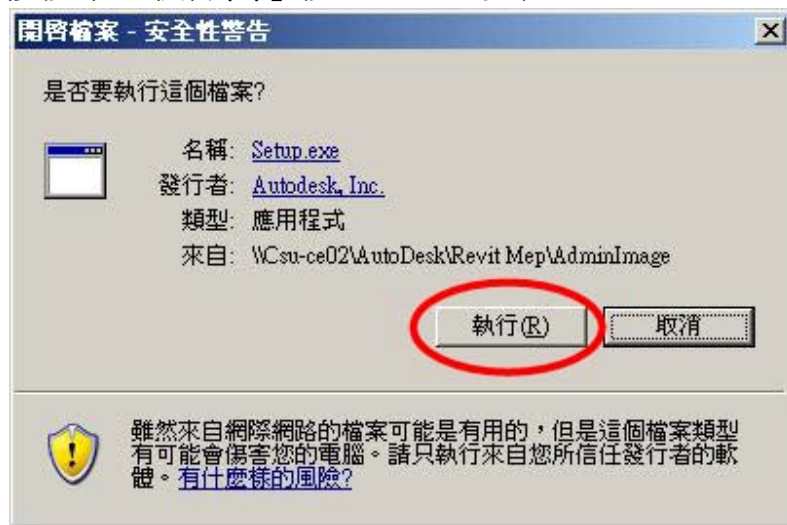 開啓檔案 - 安全性警告
是否要執行這個檔案?
名稱: Setup.exe
發行者: Autodesk, Inc.
類型: 應用程式
來自: \\Csu-ce02\AutoDesk\Revit Mep\AdminImage
執行(R) 取消
雖然來自網際網路的檔案可能是有用的，但是這個檔案類型
有可能會傷害您的電腦。請只執行來自您所信任發行者的軟
體。有什麼樣的風險?